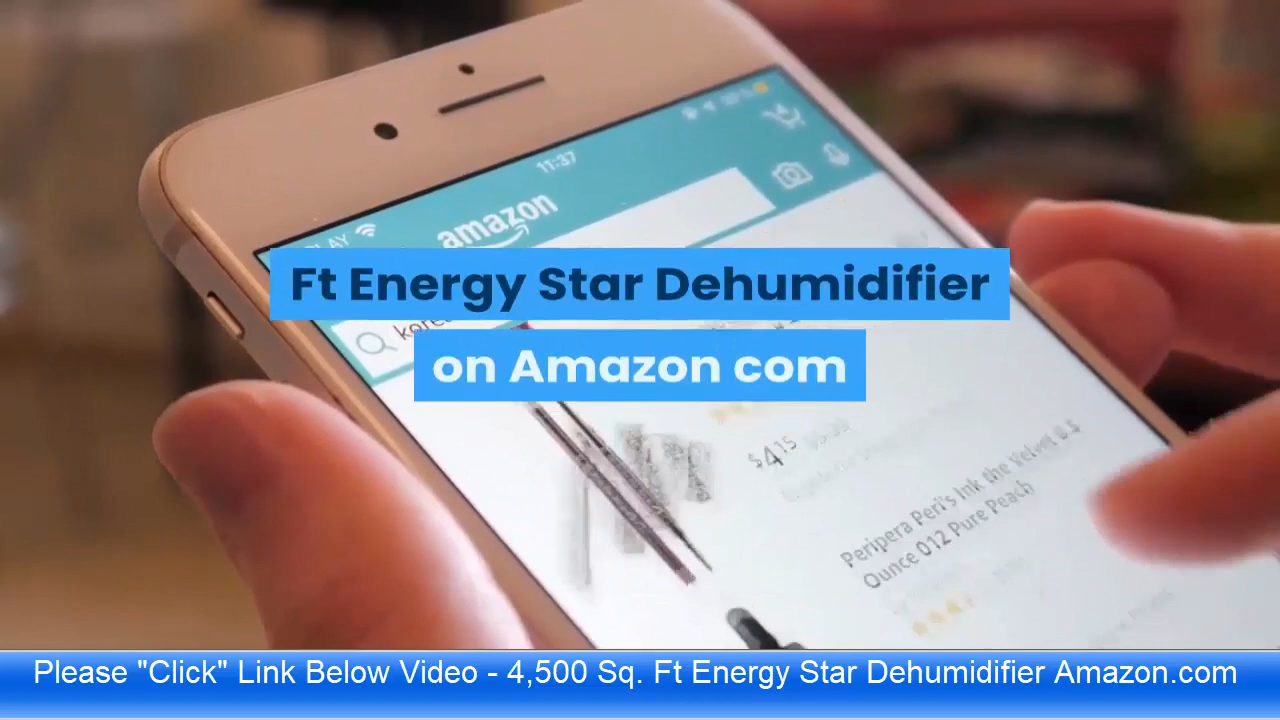 11:37
amazon
Ft Energy Star Dehumidifier
on Amazon com
$4.15
Peripera Peri's Ink the Velvet 0.$
Ounce 012 Pure Peach
Please "Click" Link Below Video - 4,500 Sq. Ft Energy Star Dehumidifier Amazon.com